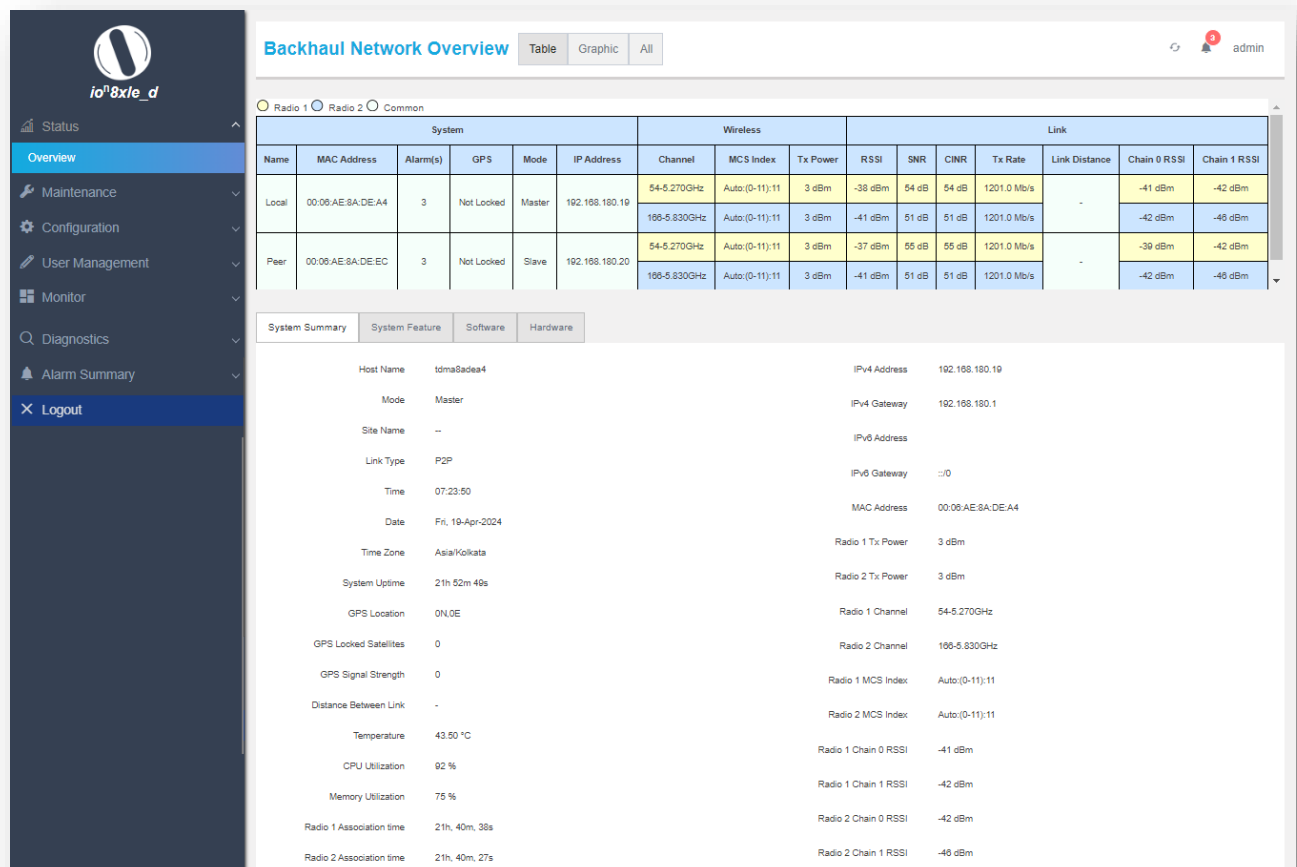 ioⁿ8xle_d
Status
Overview
Maintenance
Configuration
User Management
Monitor
Diagnostics
Alarm Summary
Logout
Backhaul Network Overview Table Graphic All 3 admin
Radio 1 Radio 2 Common
System Wireless Link
Name MAC Address Alarm(s) GPS Mode IP Address Channel MCS Index Tx Power RSSI SNR CINR Tx Rate Link Distance Chain 0 RSSI Chain 1 RSSI
Local 00:06:AE:8A:DE:A4 3 Not Locked Master 192.168.180.19 54-5.270GHz Auto:(0-11):11 3 dBm -38 dBm 54 dB 54 dB 1201.0 Mb/s - -41 dBm -42 dBm
166-5.830GHz Auto:(0-11):11 3 dBm -41 dBm 51 dB 51 dB 1201.0 Mb/s -42 dBm -46 dBm
Peer 00:06:AE:8A:DE:EC 3 Not Locked Slave 192.168.180.20 54-5.270GHz Auto:(0-11):11 3 dBm -37 dBm 55 dB 55 dB 1201.0 Mb/s - -39 dBm -42 dBm
166-5.830GHz Auto:(0-11):11 3 dBm -41 dBm 51 dB 51 dB 1201.0 Mb/s -42 dBm -46 dBm
System Summary System Feature Software Hardware
Host Name tdma8adea4
Mode Master
Site Name --
Link Type P2P
Time 07:23:50
Date Fri, 19-Apr-2024
Time Zone Asia/Kolkata
System Uptime 21h 52m 49s
GPS Location 0N,0E
GPS Locked Satellites 0
GPS Signal Strength 0
Distance Between Link -
Temperature 43.50 °C
CPU Utilization 92 %
Memory Utilization 75 %
Radio 1 Association time 21h, 40m, 38s
Radio 2 Association time 21h, 40m, 27s
IPv4 Address 192.168.180.19
IPv4 Gateway 192.168.180.1
IPv6 Address
IPv6 Gateway ::/0
MAC Address 00:06:AE:8A:DE:A4
Radio 1 Tx Power 3 dBm
Radio 2 Tx Power 3 dBm
Radio 1 Channel 54-5.270GHz
Radio 2 Channel 166-5.830GHz
Radio 1 MCS Index Auto:(0-11):11
Radio 2 MCS Index Auto:(0-11):11
Radio 1 Chain 0 RSSI -41 dBm
Radio 1 Chain 1 RSSI -42 dBm
Radio 2 Chain 0 RSSI -42 dBm
Radio 2 Chain 1 RSSI -46 dBm